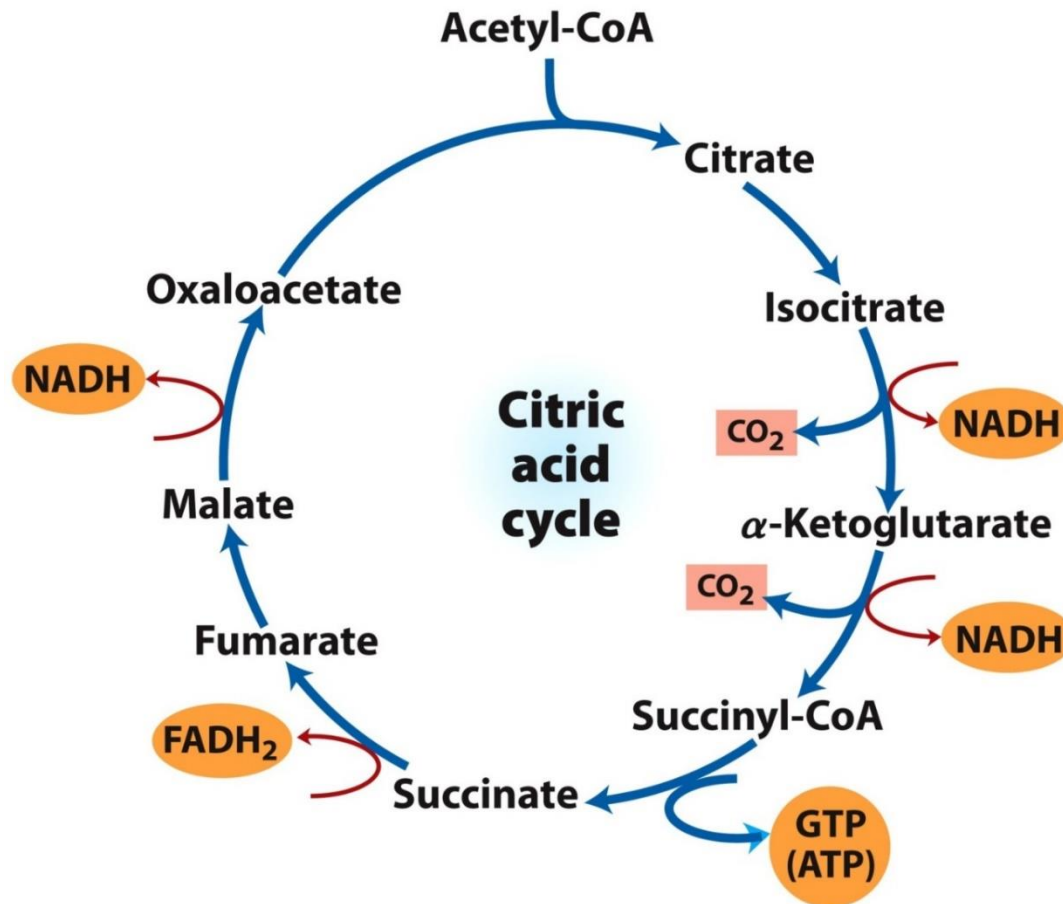 Acetyl-CoA
Citrate
Isocitrate
NADH
CO₂
α-Ketoglutarate
CO₂
NADH
Succinyl-CoA
GTP
(ATP)
Succinate
FADH₂
Fumarate
Malate
NADH
Oxaloacetate
Citric
acid
cycle